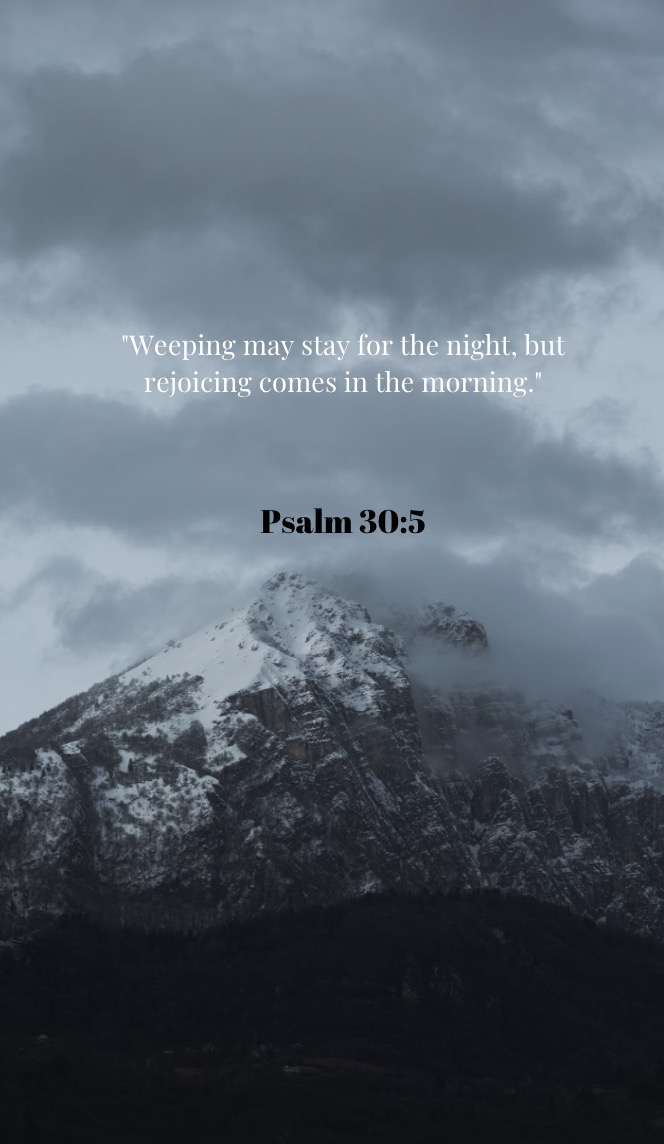 "Weeping may stay for the night, but
rejoicing comes in the morning."
Psalm 30:5